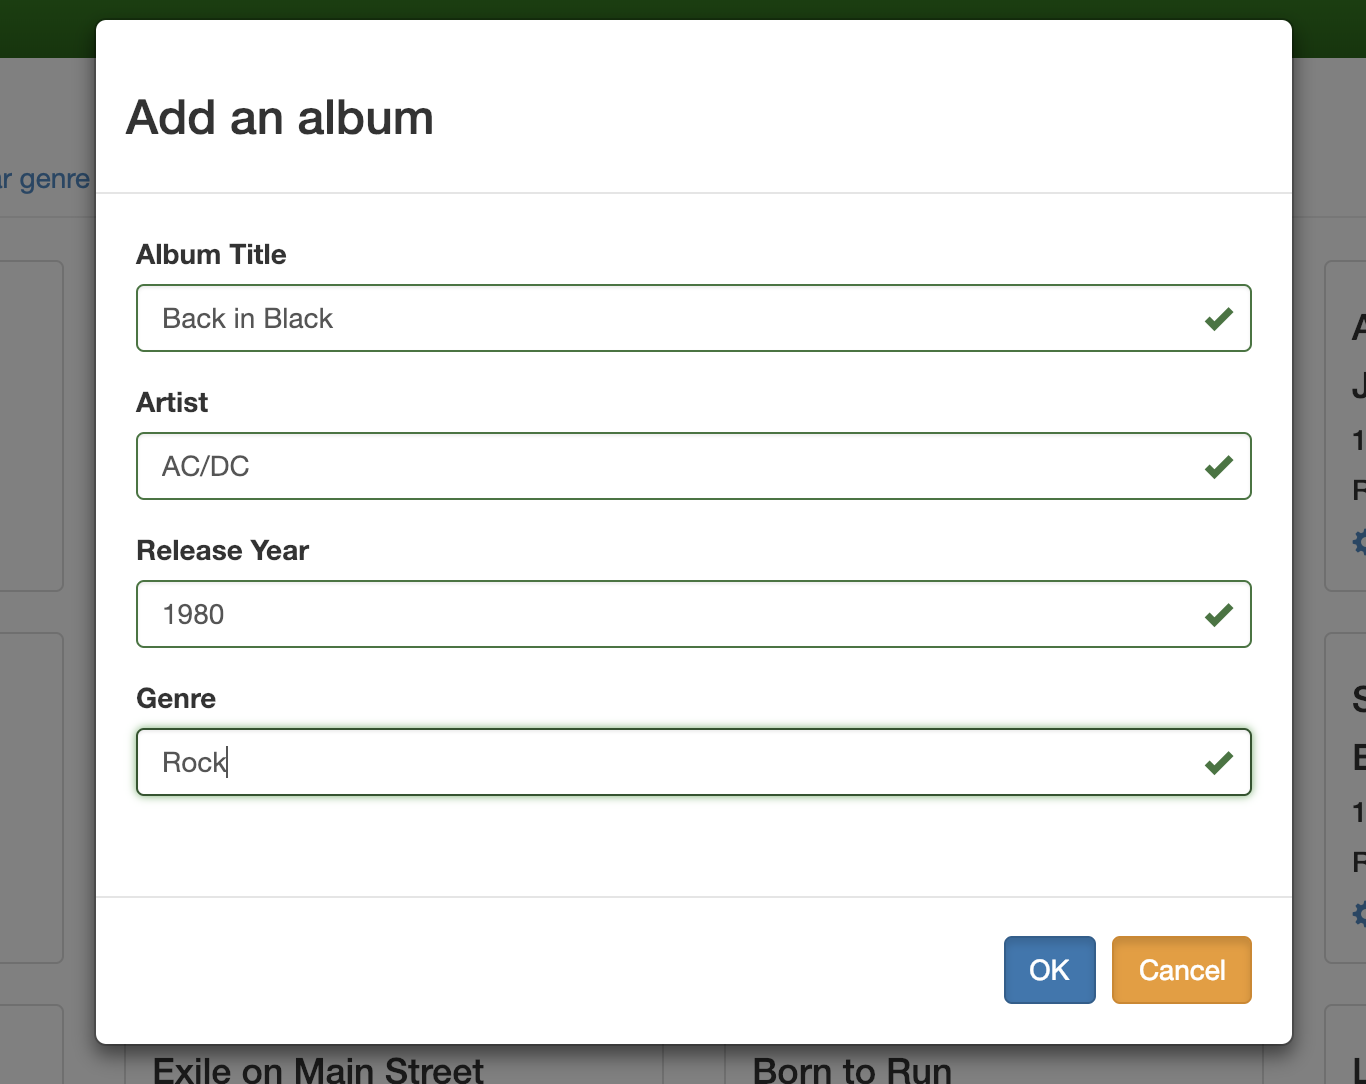 Add an album
ar genre
Album Title
Back in Black
Artist
AC/DC
Release Year
1980
Genre
Rock
OK
Cancel
Exile on Main Street
Born to Run